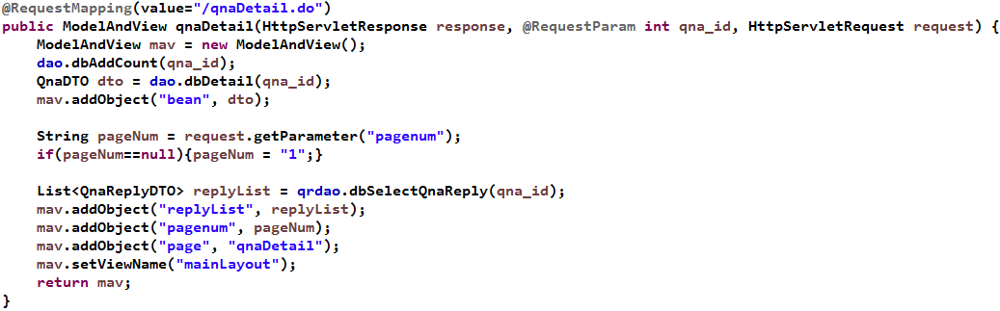 @RequestMapping(value="/qnaDetail.do")
public ModelAndView qnaDetail(HttpServletResponse response, @RequestParam int qna_id, HttpServletRequest request) {
ModelAndView mav = new ModelAndView();
dao.dbAddCount(qna_id);
QnaDTO dto = dao.dbDetail(qna_id);
mav.addObject("bean", dto);
String pageNum = request.getParameter("pagenum");
if(pageNum==null){pageNum = "1";}
List<QnaReplyDTO> replyList = qrdao.dbSelectQnaReply(qna_id);
mav.addObject("replyList", replyList);
mav.addObject("pagenum", pageNum);
mav.addObject("page", "qnaDetail");
mav.setViewName("mainLayout");
return mav;
}